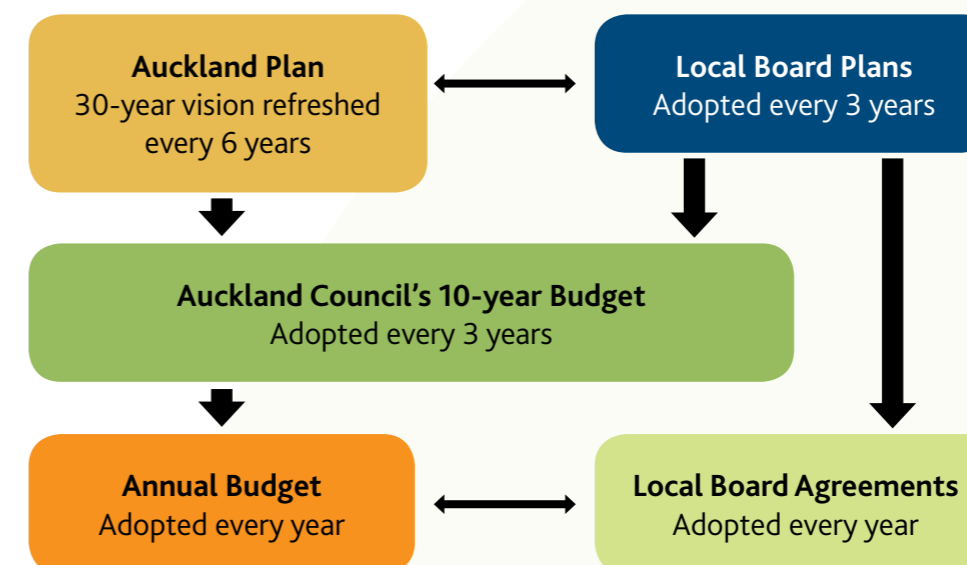 Auckland Plan
30-year vision refreshed
every 6 years
Local Board Plans
Adopted every 3 years
Auckland Council’s 10-year Budget
Adopted every 3 years
Annual Budget
Adopted every year
Local Board Agreements
Adopted every year